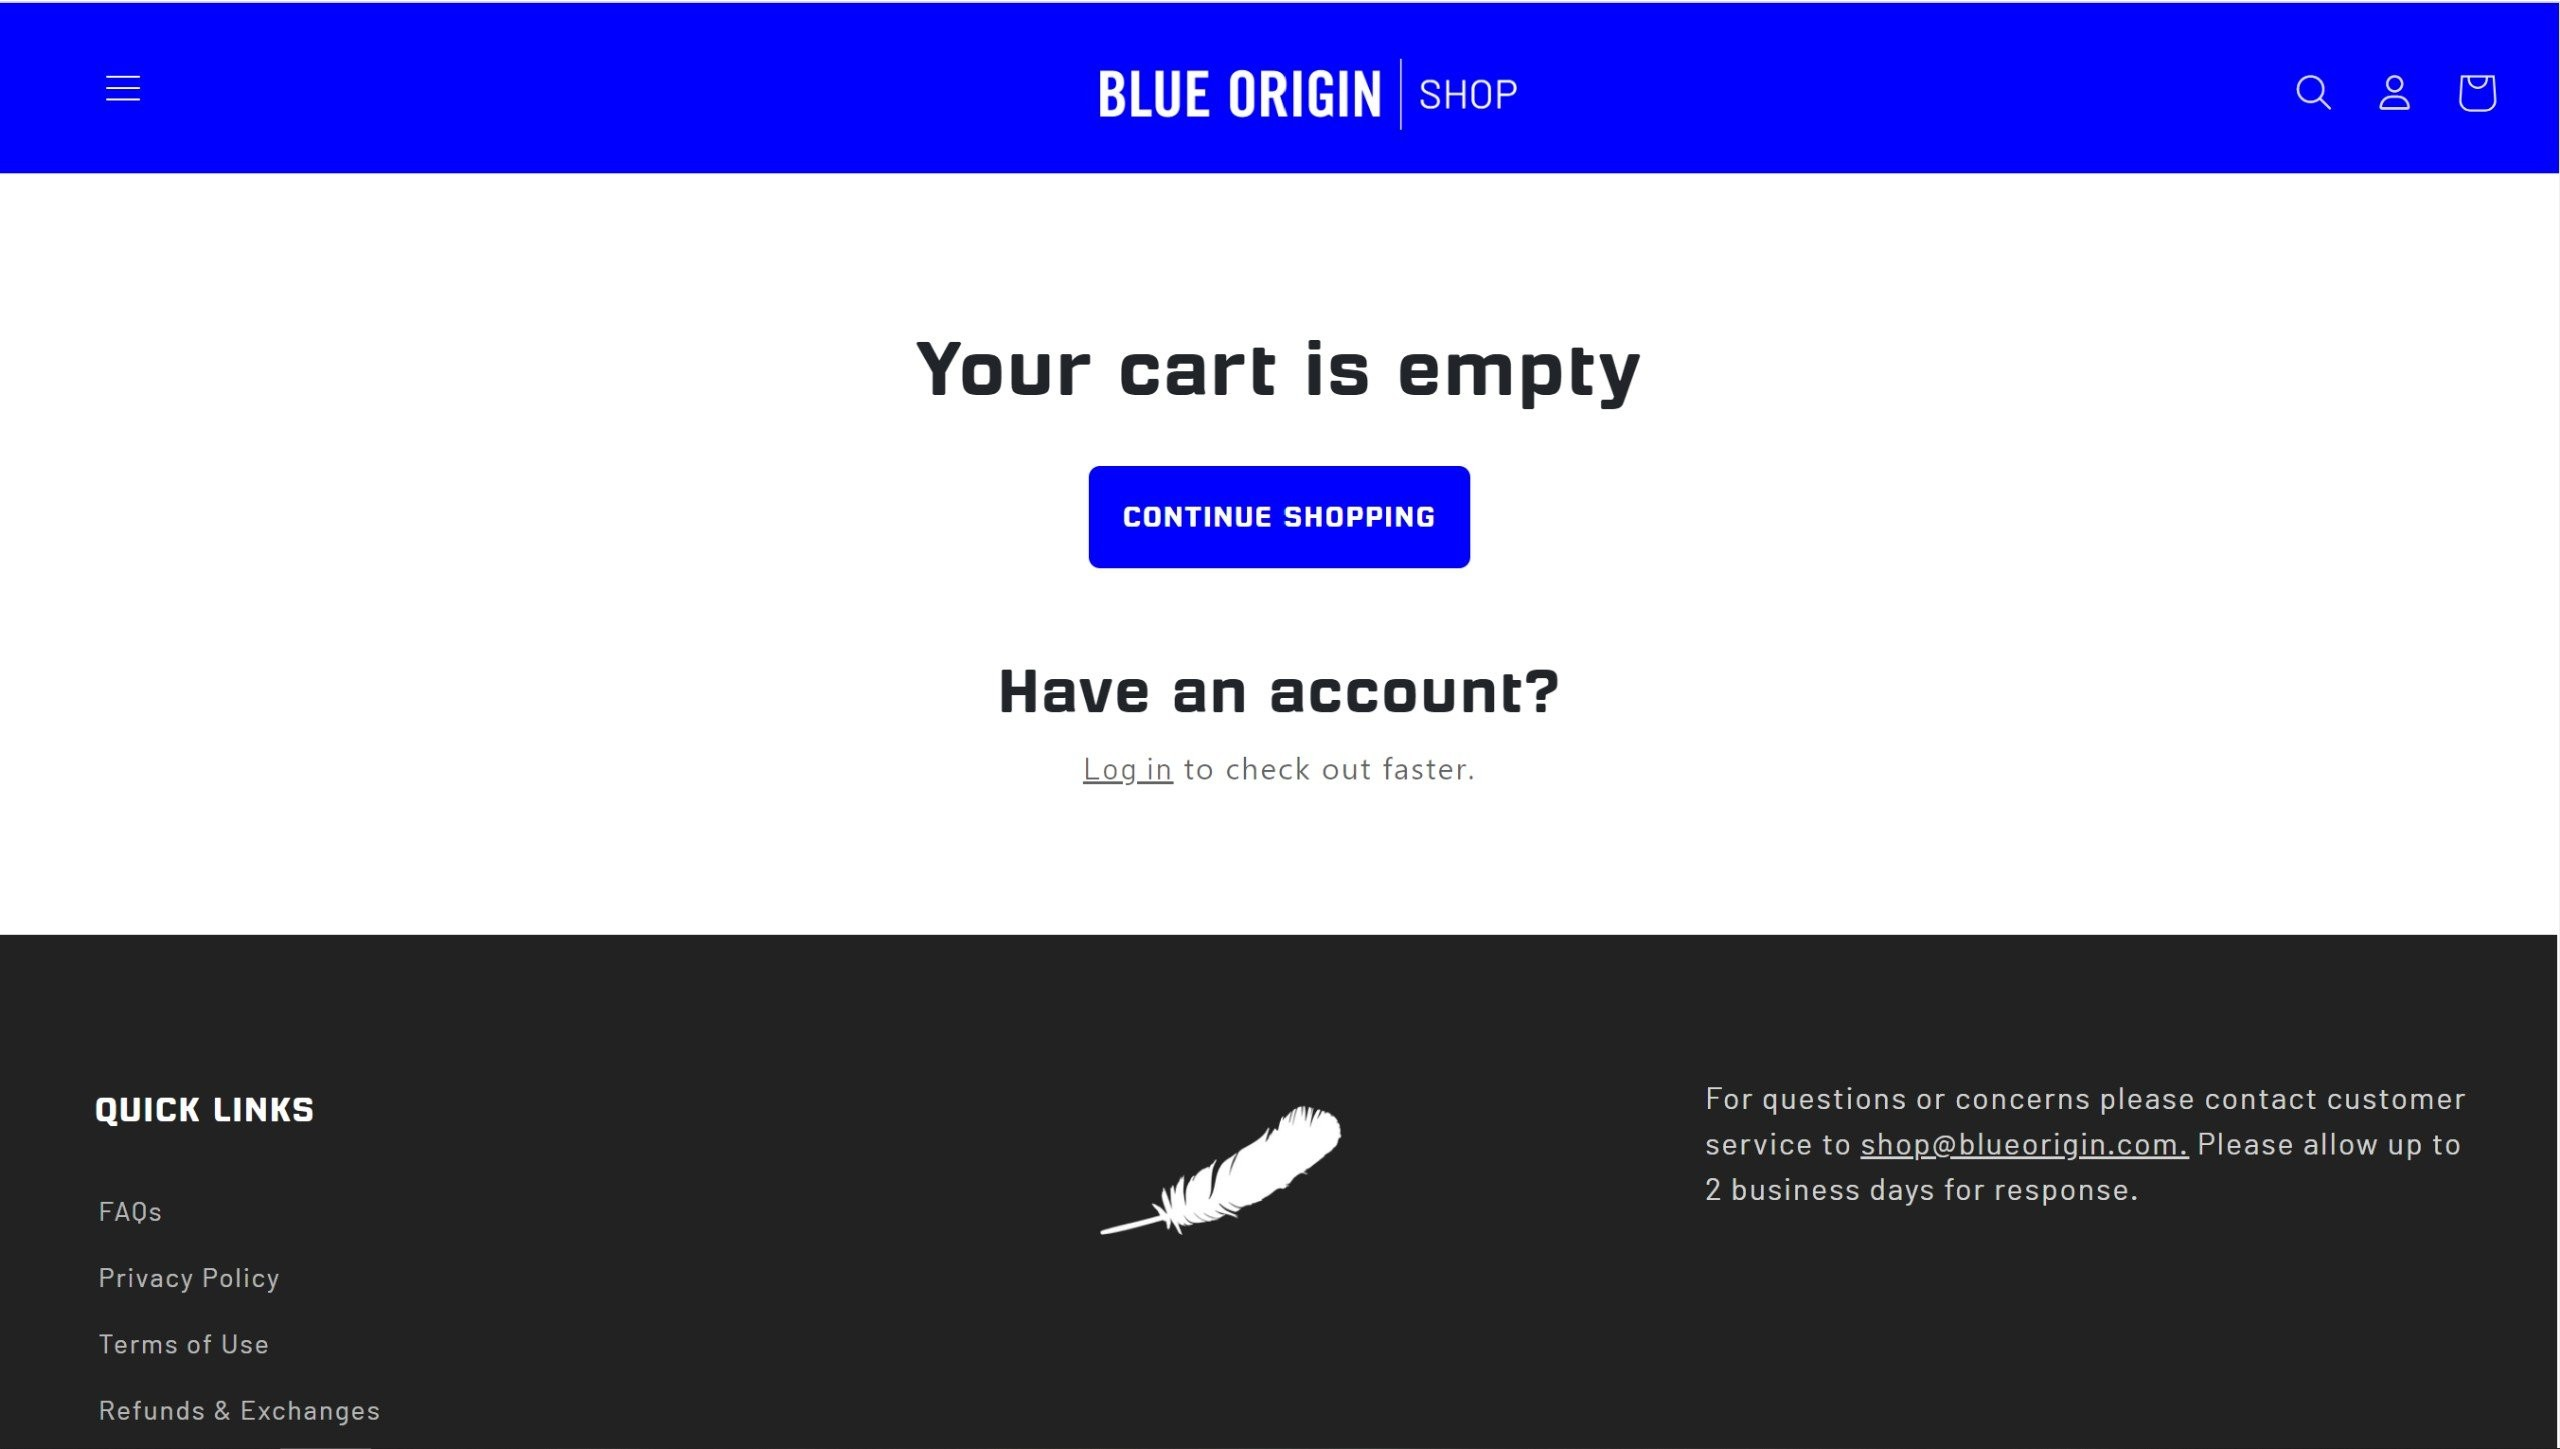 BLUE ORIGIN SHOP
Your cart is empty
CONTINUE SHOPPING
Have an account?
Log in to check out faster.
QUICK LINKS
FAQs
Privacy Policy
Terms of Use
Refunds & Exchanges
For questions or concerns please contact customer
service to shop@blueorigin.com. Please allow up to
2 business days for response.